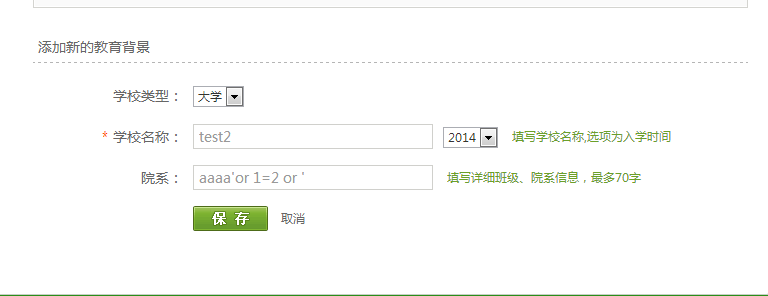 添加新的教育背景
学校类型： 大学
* 学校名称： test2 2014 填写学校名称,选项为入学时间
院系： aaaa'or 1=2 or ' 填写详细班级、院系信息，最多70字
保 存 取消